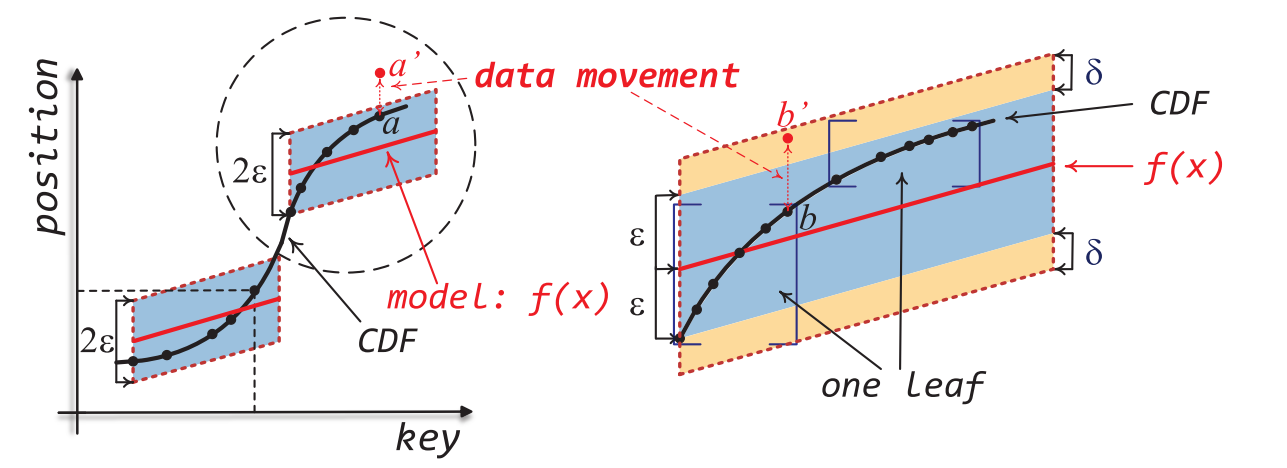 position
a’
data movement
a
2ε
model: f(x)
CDF
2ε
key
δ
CDF
b’
f(x)
ε
b
δ
ε
one leaf